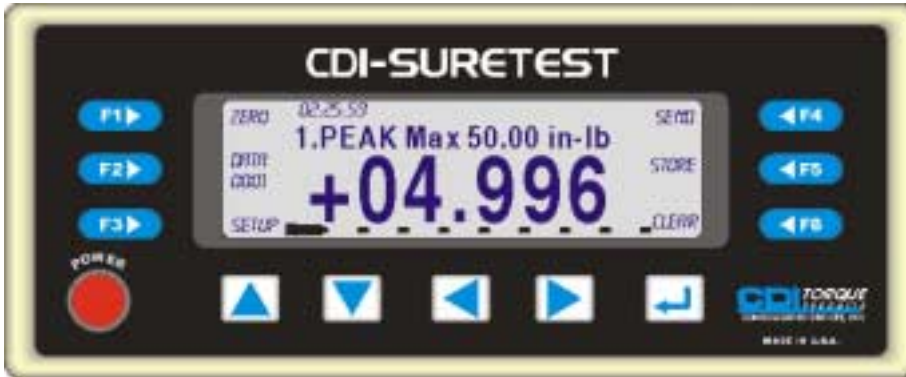 CDI-SURETEST
F1
F2
F3
ZERO
02:25:59
SEND
1.PEAK Max 50.00 in-lb
DATA
0001
STORE
+04.996
SETUP
CLEAR
F4
F5
F6
POWER
CDI TORQUE
MADE IN U.S.A.